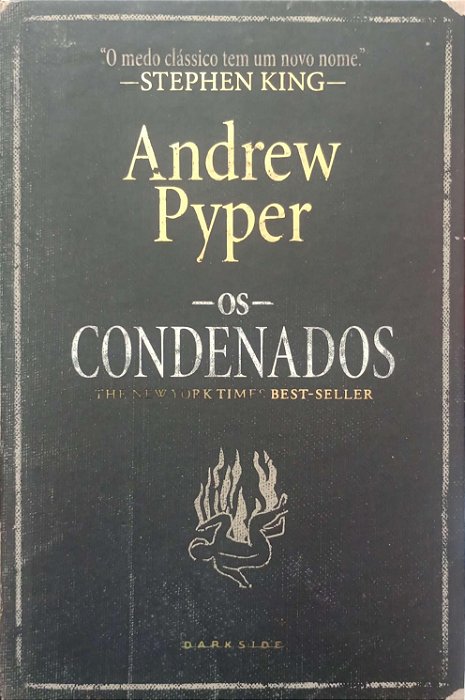 “O medo clássico tem um novo nome.”
—STEPHEN KING—
Andrew
Pyper
—OS—
CONDENADOS
THE NEW YORK TIMES BEST-SELLER
DARKSIDE